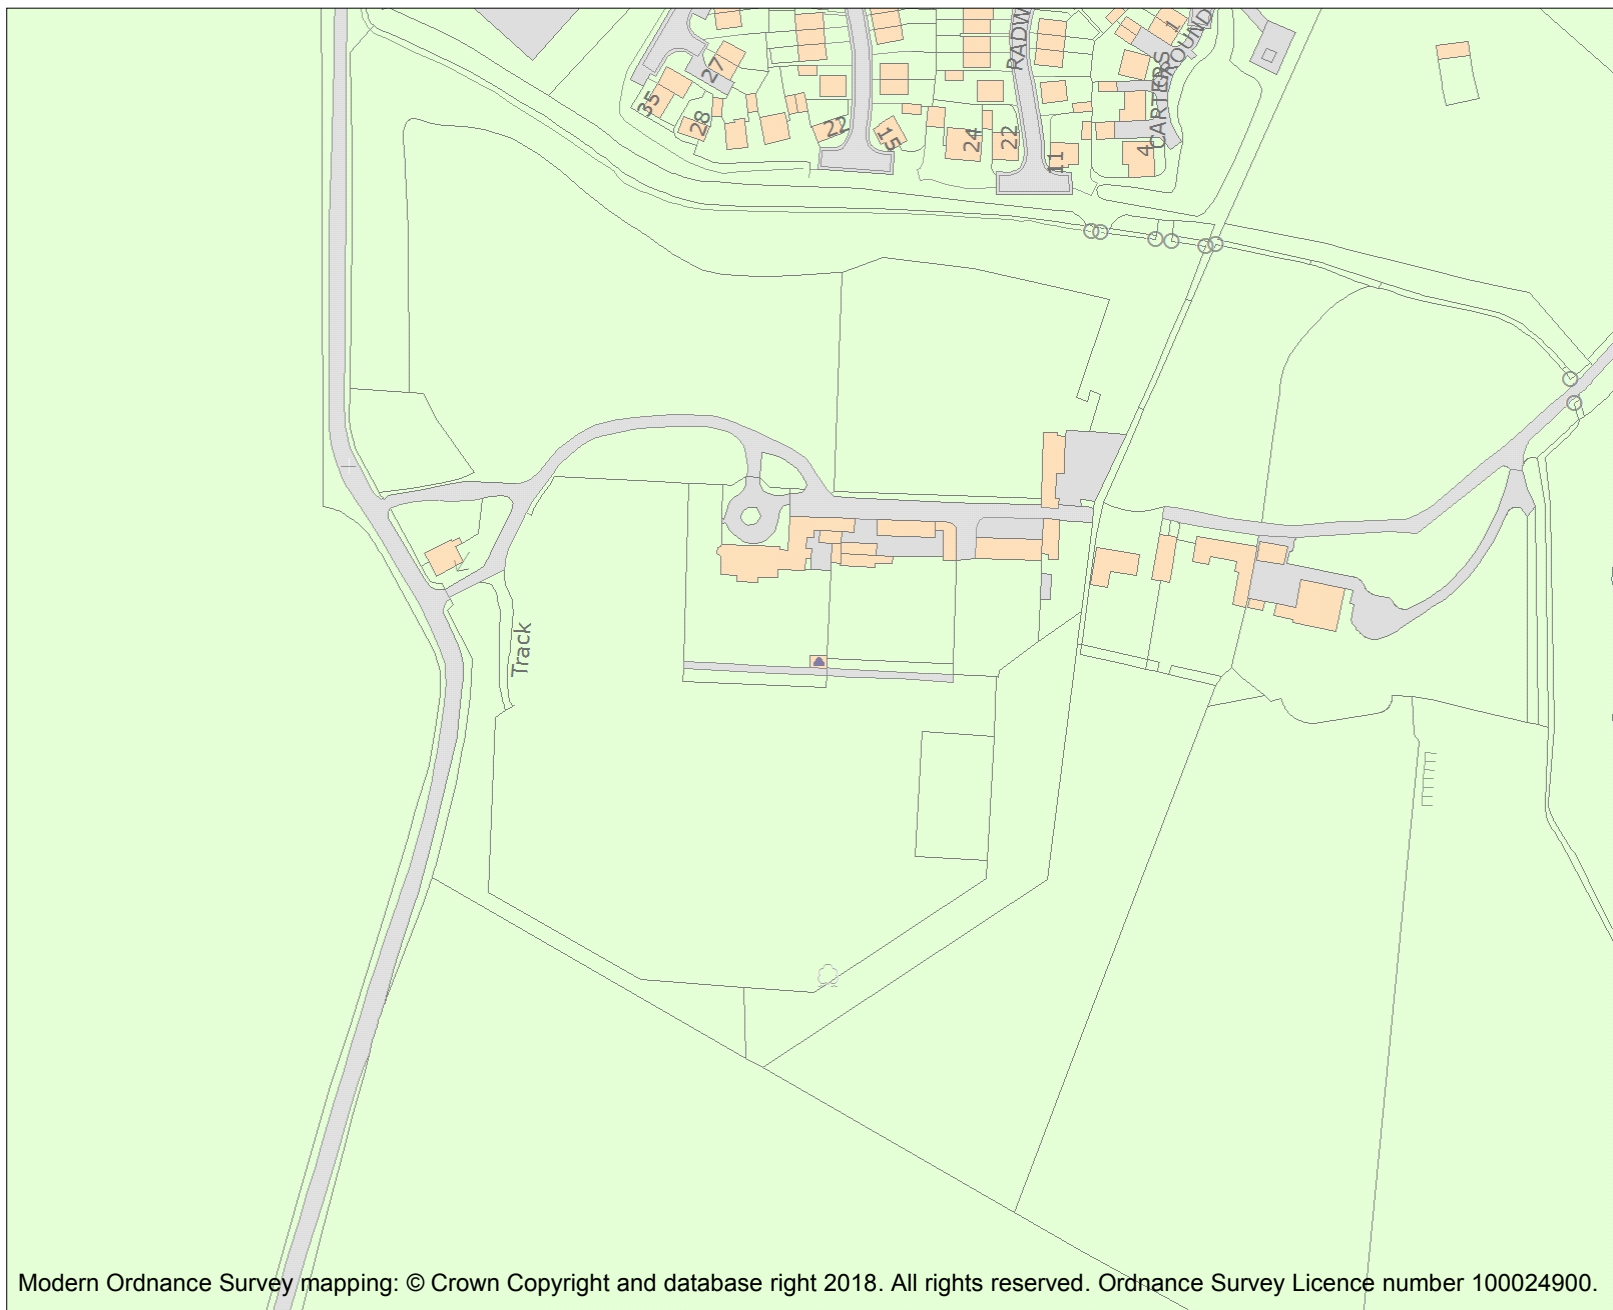 RADW
1
CARTERS
GROUND
27
35
28
22
15
24
22
11
4
Track
Modern Ordnance Survey mapping: © Crown Copyright and database right 2018. All rights reserved. Ordnance Survey Licence number 100024900.